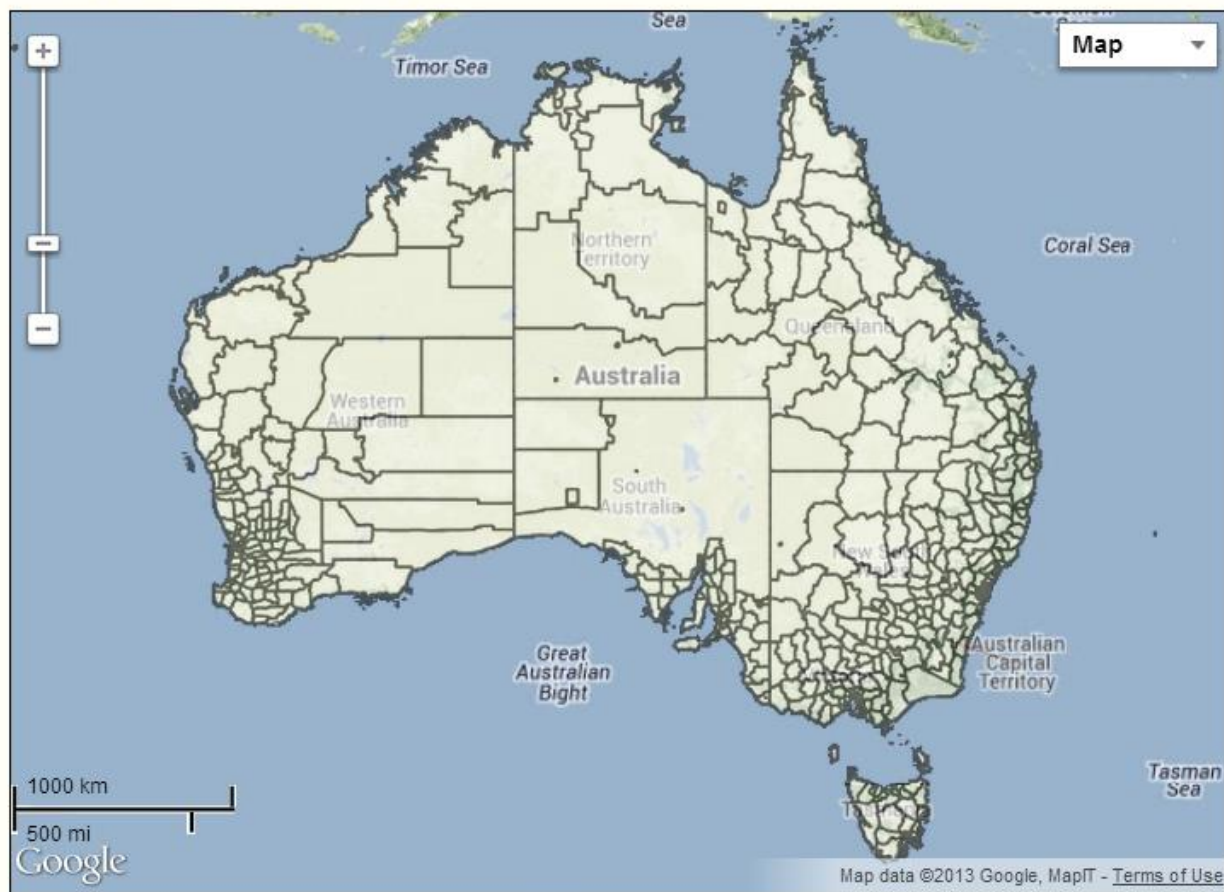 Sea
Map
Timor Sea
Coral Sea
Northern
Territory
Queensland
Australia
Western
Australia
South
Australia
New South
Wales
Great
Australian
Bight
Australian
Capital
Territory
Tasman
Sea
1000 km
500 mi
Google
Map data ©2013 Google, MapIT - Terms of Use